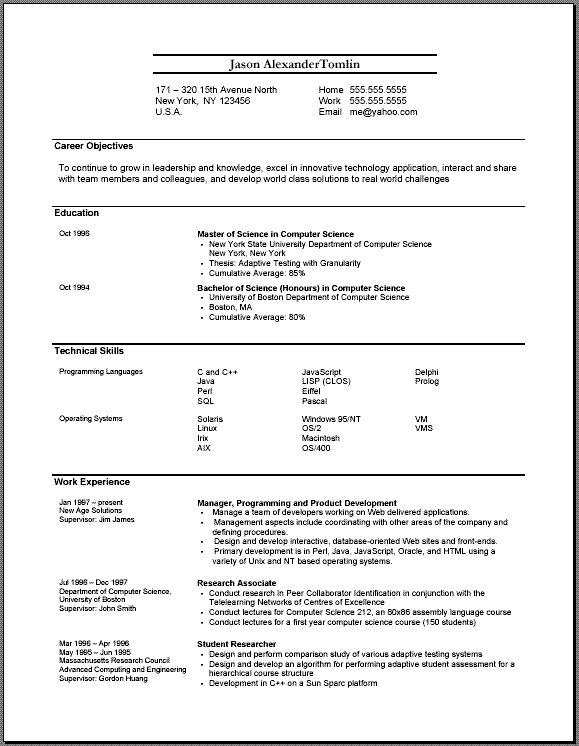 Jason AlexanderTomlin
171 – 320 15th Avenue North Home 555.555.5555
New York, NY 123456 Work 555.555.5555
U.S.A. Email me@yahoo.com
Career Objectives
To continue to grow in leadership and knowledge, excel in innovative technology application, interact and share
with team members and colleagues, and develop world class solutions to real world challenges
Education
Oct 1996 Master of Science in Computer Science
• New York State University Department of Computer Science
New York, New York
• Thesis: Adaptive Testing with Granularity
• Cumulative Average: 85%
Oct 1994 Bachelor of Science (Honours) in Computer Science
• University of Boston Department of Computer Science
• Boston, MA
• Cumulative Average: 80%
Technical Skills
Programming Languages C and C++ JavaScript Delphi
Java LISP (CLOS) Prolog
Perl Eiffel
SQL Pascal
Operating Systems Solaris Windows 95/NT VM
Linux OS/2 VMS
Irix Macintosh
AIX OS/400
Work Experience
Jan 1997 – present Manager, Programming and Product Development
New Age Solutions • Manage a team of developers working on Web delivered applications.
Supervisor: Jim James • Management aspects include coordinating with other areas of the company and
defining procedures.
• Design and develop interactive, database-oriented Web sites and front-ends.
• Primary development is in Perl, Java, JavaScript, Oracle, and HTML using a
variety of Unix and NT based operating systems.
Jul 1996 – Dec 1997 Research Associate
Department of Computer Science, • Conduct research in Peer Collaborator Identification in conjunction with the
University of Boston Telelearning Networks of Centres of Excellence
Supervisor: John Smith • Conduct lectures for Computer Science 212, an 80x86 assembly language course
• Conduct lectures for a first year computer science course (150 students)
Mar 1996 – Apr 1996 Student Researcher
May 1995 – Jun 1995 • Design and perform comparison study of various adaptive testing systems
Massachusetts Research Council • Design and develop an algorithm for performing adaptive student assessment for a
Advanced Computing and Engineering hierarchical course structure
Supervisor: Gordon Huang • Development in C++ on a Sun Sparc platform